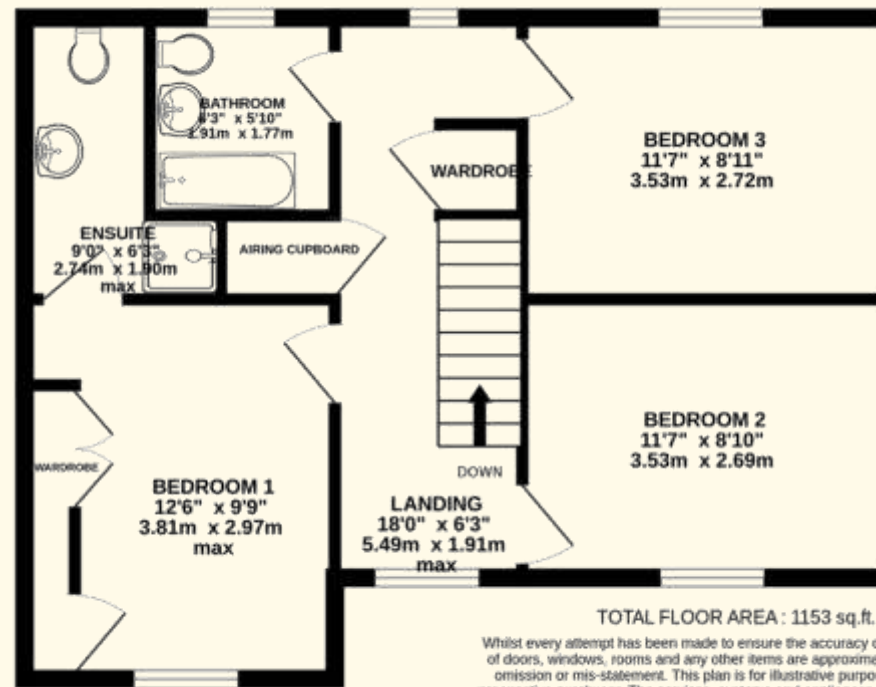 BATHROOM
6'3" x 5'10"
1.91m x 1.77m
WARDROBE
BEDROOM 3
11'7" x 8'11"
3.53m x 2.72m
ENSUITE
9'0" x 6'3"
2.74m x 1.90m
max
AIRING CUPBOARD
WARDROBE
BEDROOM 1
12'6" x 9'9"
3.81m x 2.97m
max
DOWN
LANDING
18'0" x 6'3"
5.49m x 1.91m
max
BEDROOM 2
11'7" x 8'10"
3.53m x 2.69m
TOTAL FLOOR AREA : 1153 sq.ft.
Whilst every attempt has been made to ensure the accuracy
of doors, windows, rooms and any other items are
omission or mis-statement. This plan is for illustrative